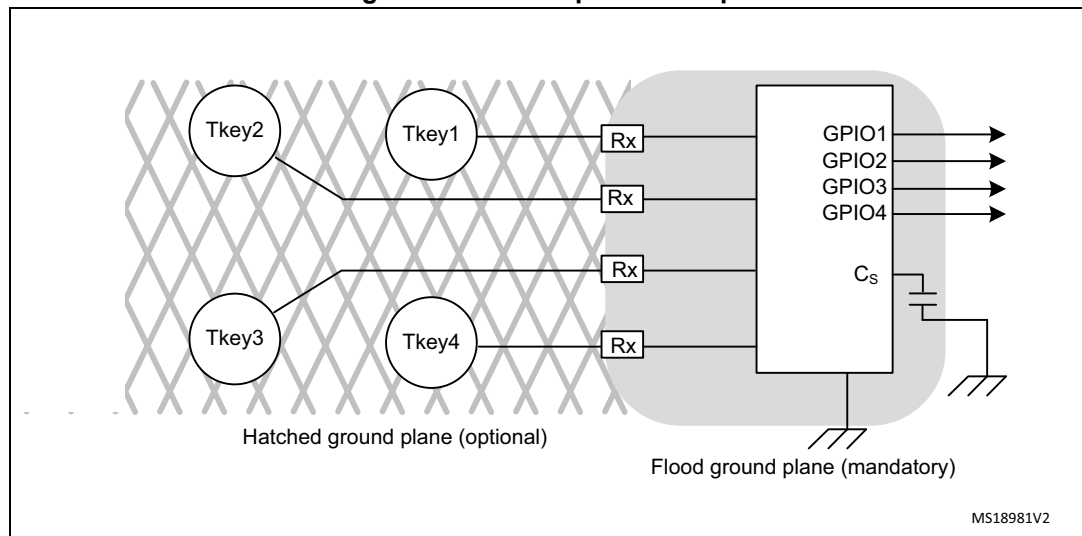 Tkey2
Tkey1
Rx
GPIO1
GPIO2
Rx
GPIO3
GPIO4
Rx
CS
Tkey3
Tkey4
Rx
Hatched ground plane (optional)
Flood ground plane (mandatory)
MS18981V2